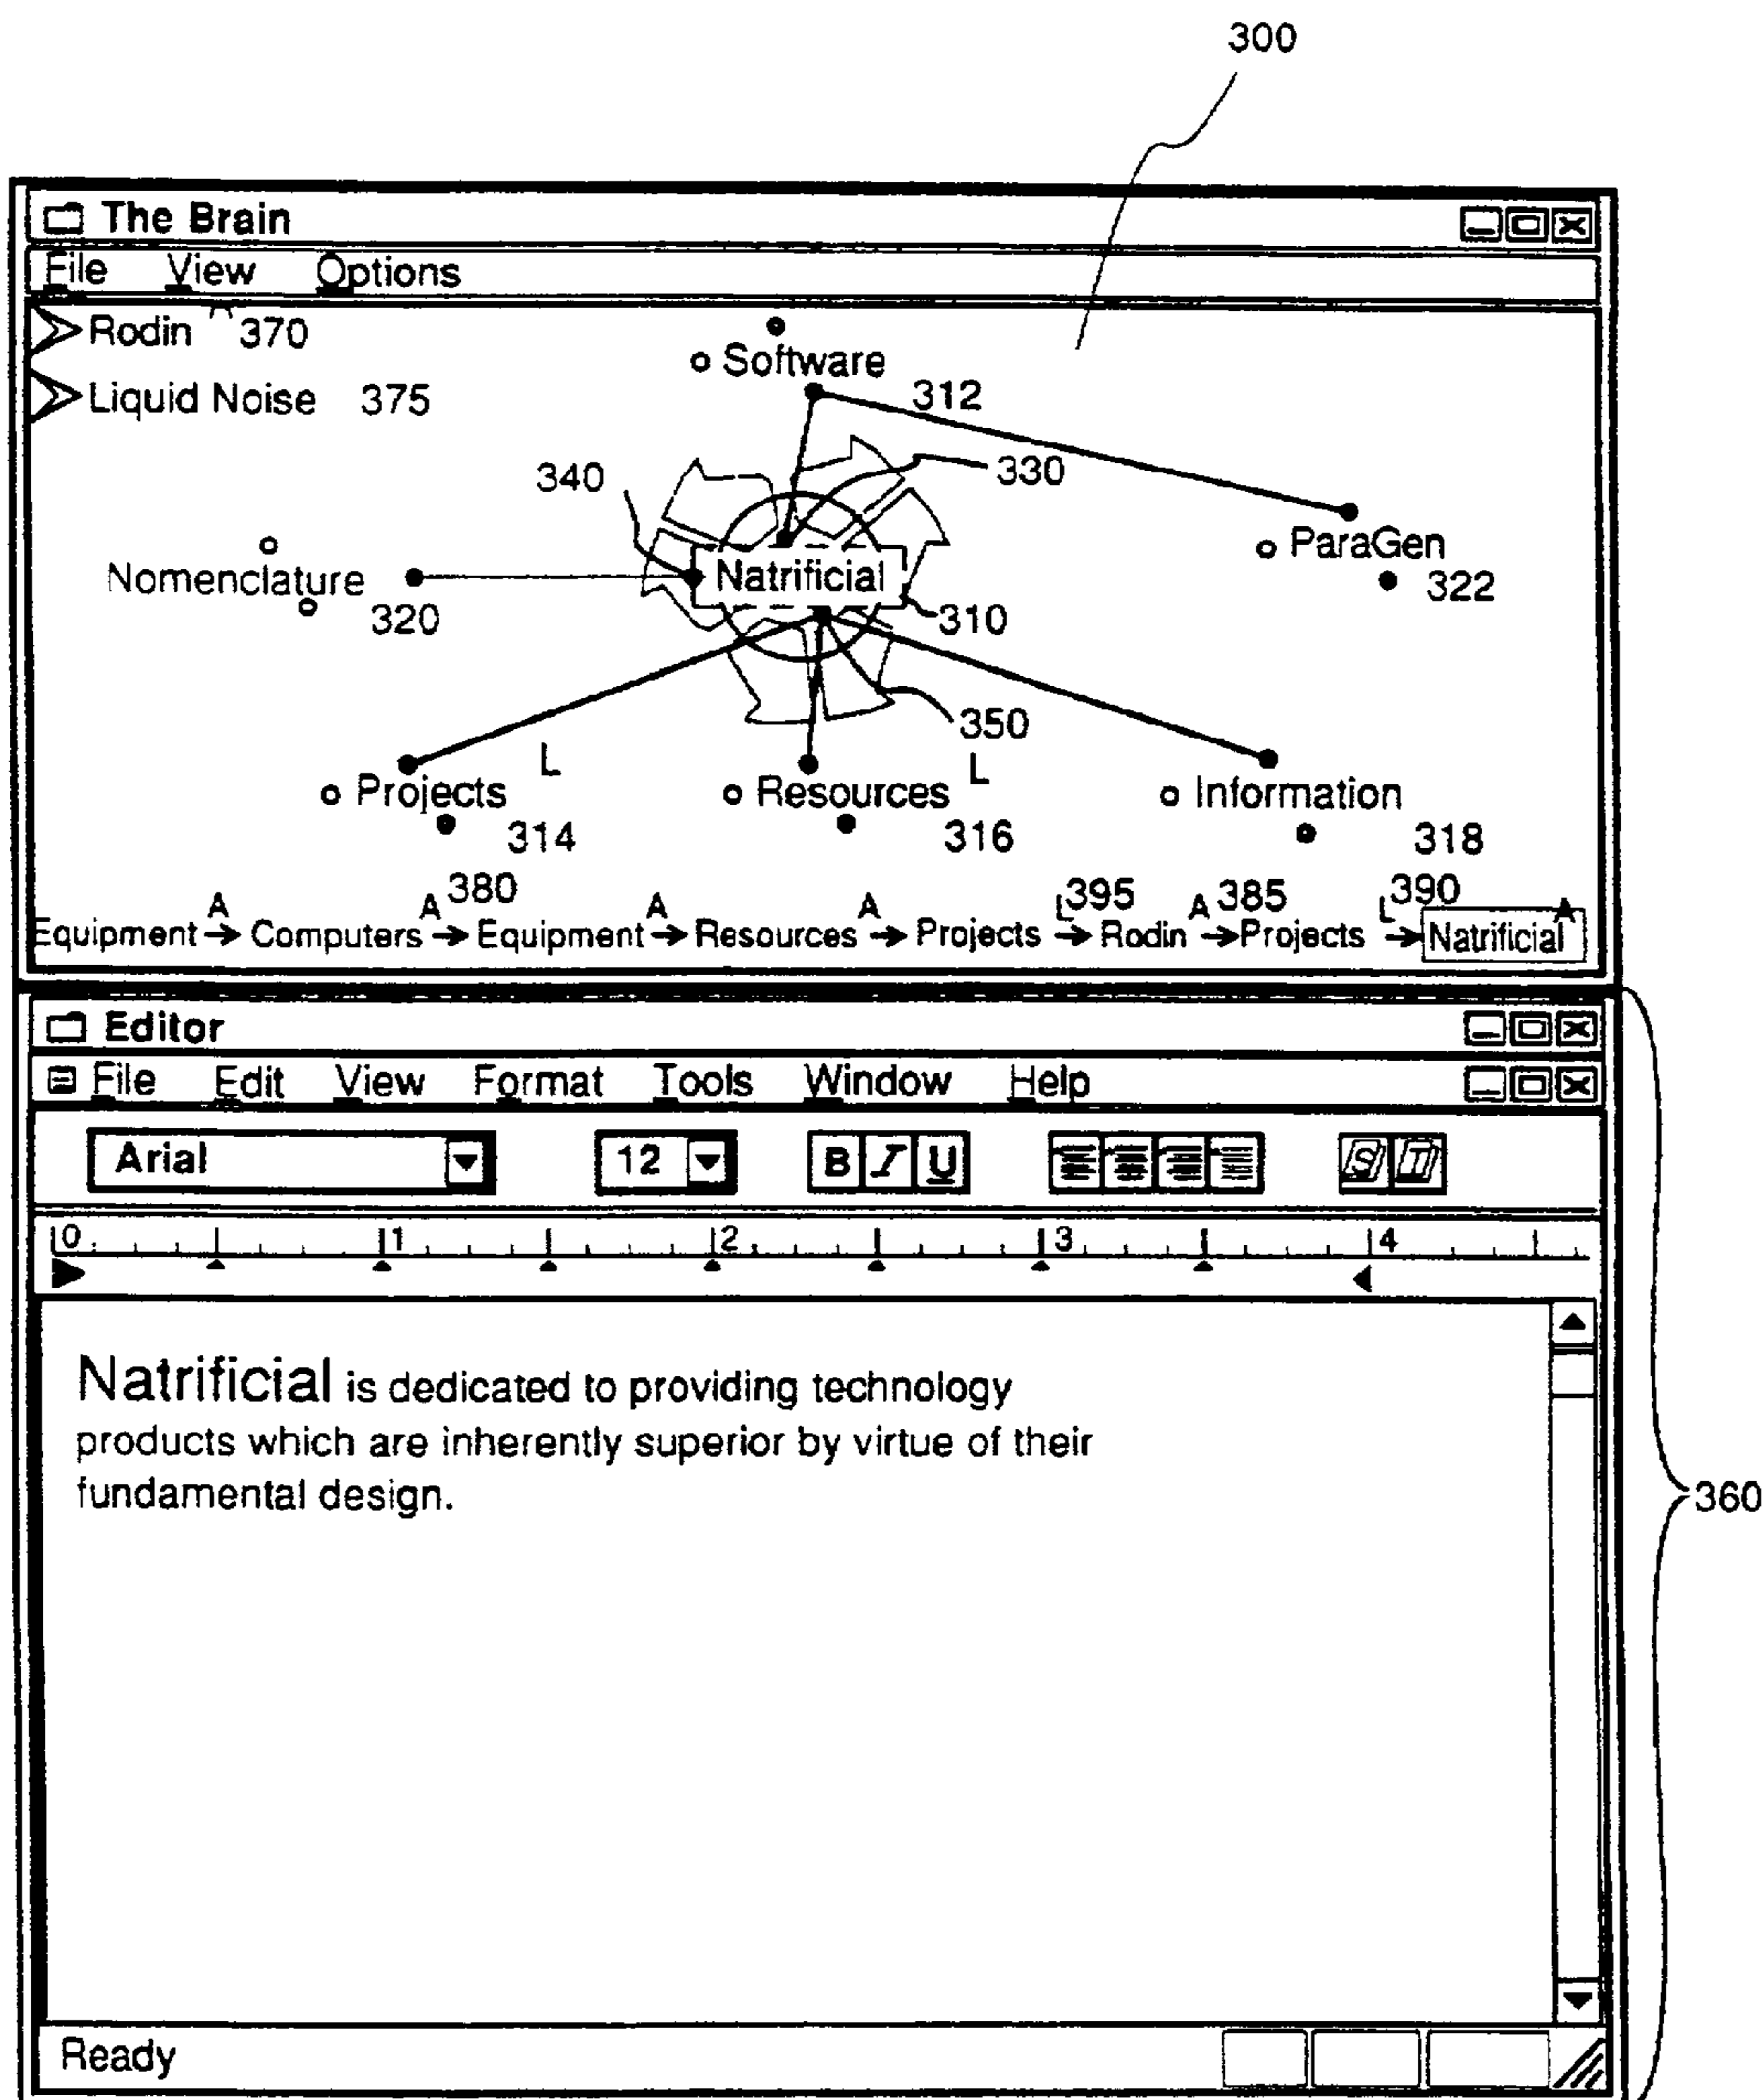 300
The Brain
File View Options
Rodin 370
Software
Liquid Noise 375
312
340
330
ParaGen
Nomenclature
Natrificial
322
320
310
350
L
L
Projects
Resources
Information
314
316
318
A A 380 A A L 395 A 385 L 390 A
Equipment → Computers → Equipment → Resources → Projects → Rodin → Projects → Natrificial
Editor
File Edit View Format Tools Window Help
Arial 12 B I U S T
0 1 2 3 4
Natrificial is dedicated to providing technology
products which are inherently superior by virtue of their
fundamental design.
360
Ready